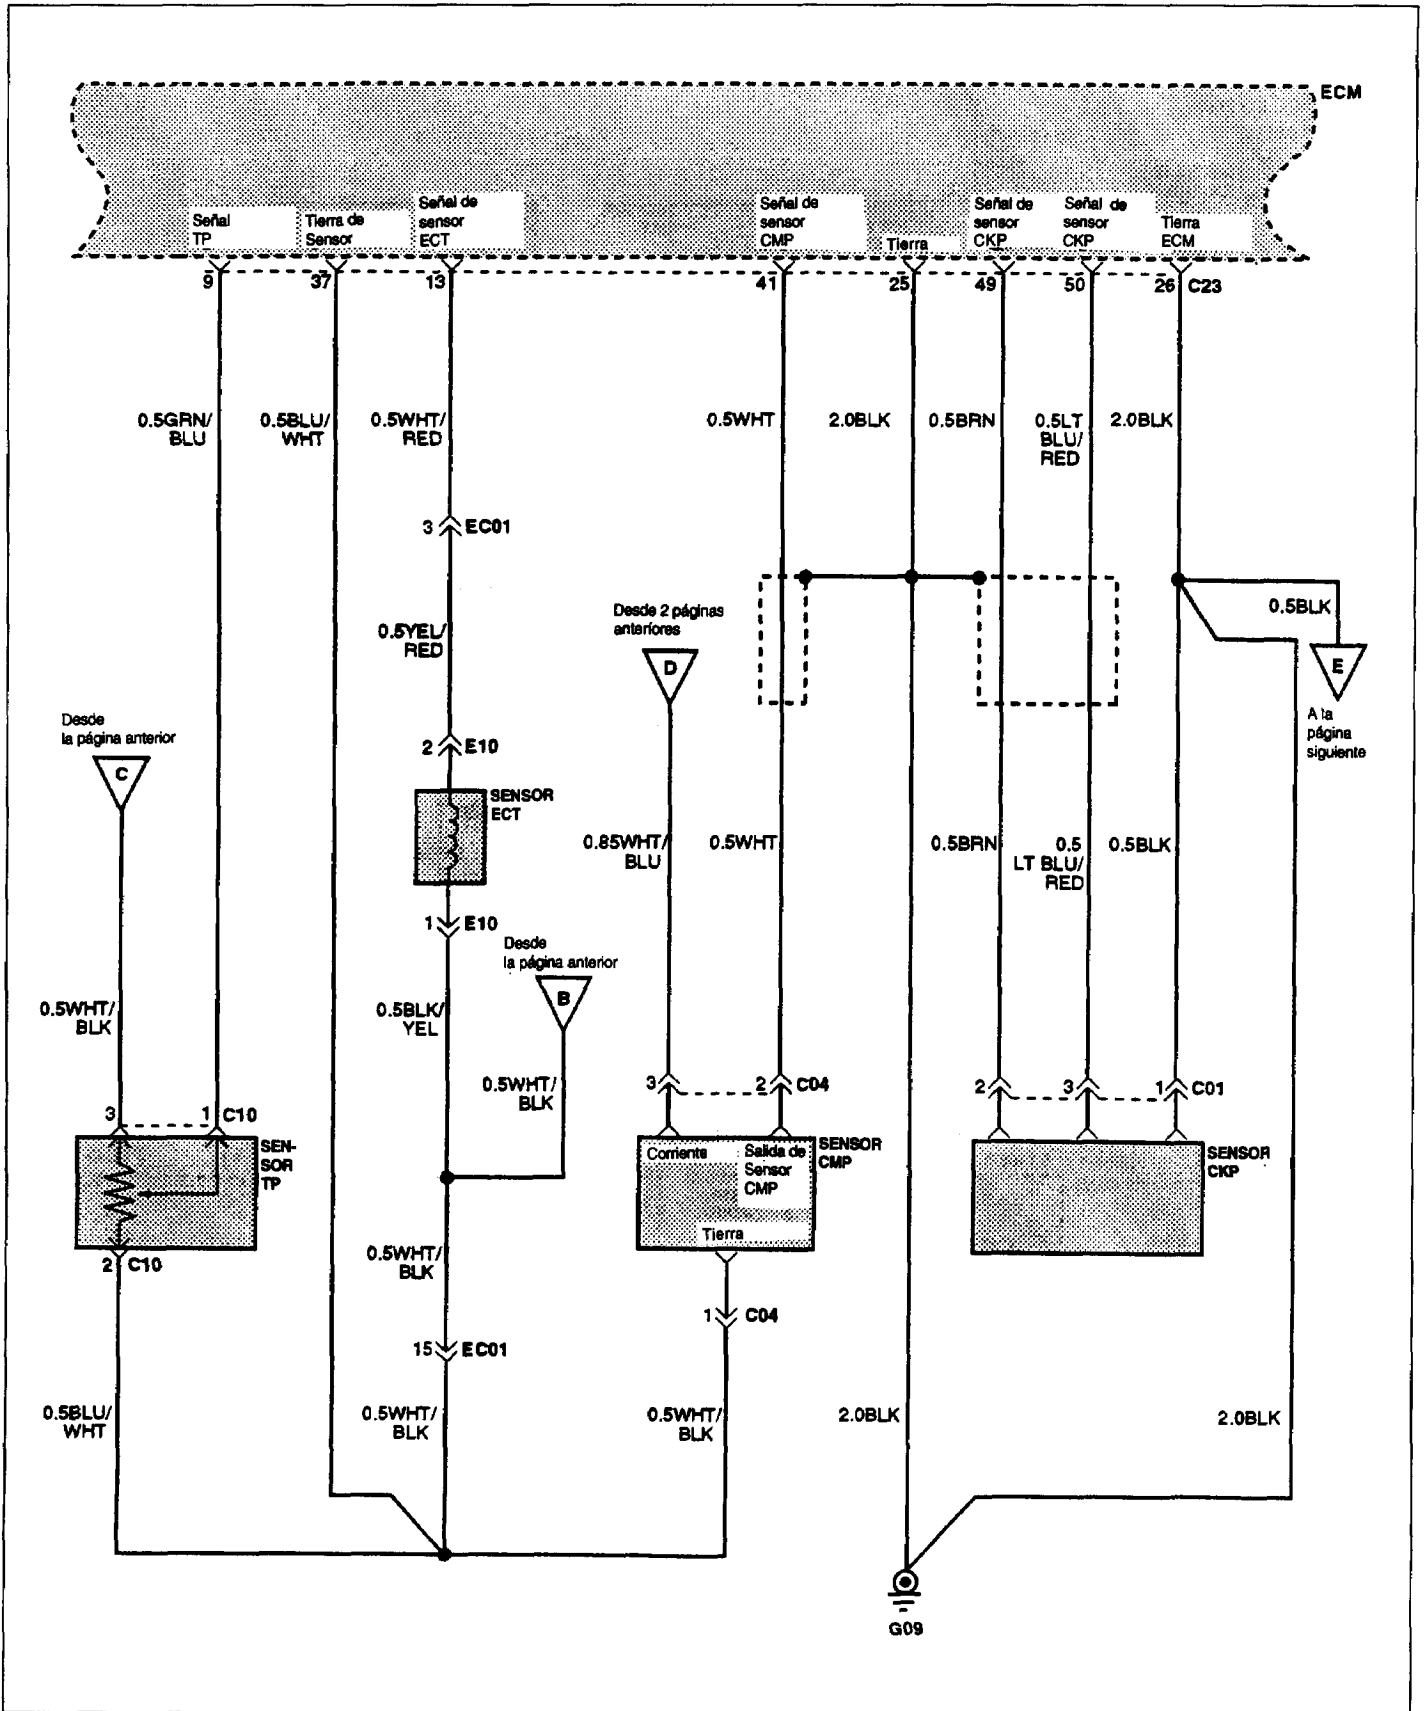 ECM
Señal
TP
Tierra de
Sensor
Señal de
sensor
ECT
Señal de
sensor
CMP
Tierra
Señal de
sensor
CKP
Señal de
sensor
CKP
Tierra
ECM
9
37
13
41
25
49
50
26
C23
0.5GRN/
BLU
0.5BLU/
WHT
0.5WHT/
RED
0.5WHT
2.0BLK
0.5BRN
0.5LT
BLU/
RED
2.0BLK
3
EC01
0.5YEL/
RED
Desde 2 páginas
anteriores
D
0.5BLK
E
A la
página
siguiente
Desde
la página anterior
C
2
E10
SENSOR
ECT
0.85WHT/
BLU
0.5WHT
0.5BRN
0.5
LT BLU/
RED
0.5BLK
1
E10
Desde
la página anterior
B
0.5WHT/
BLK
0.5BLK/
YEL
0.5WHT/
BLK
3
2
C04
2
3
1
C01
3
1
C10
SEN-
SOR
TP
Corriente
Salida de
Sensor
CMP
Tierra
SENSOR
CMP
SENSOR
CKP
2
C10
0.5WHT/
BLK
1
C04
15
EC01
0.5BLU/
WHT
0.5WHT/
BLK
0.5WHT/
BLK
2.0BLK
2.0BLK
G09